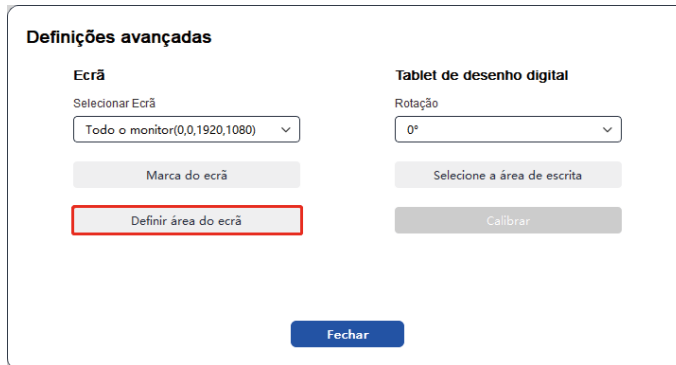 Definições avançadas
Ecrã
Selecionar Ecrã
Todo o monitor(0,0,1920,1080)
Marca do ecrã
Definir área do ecrã
Tablet de desenho digital
Rotação
0°
Selecione a área de escrita
Calibrar
Fechar